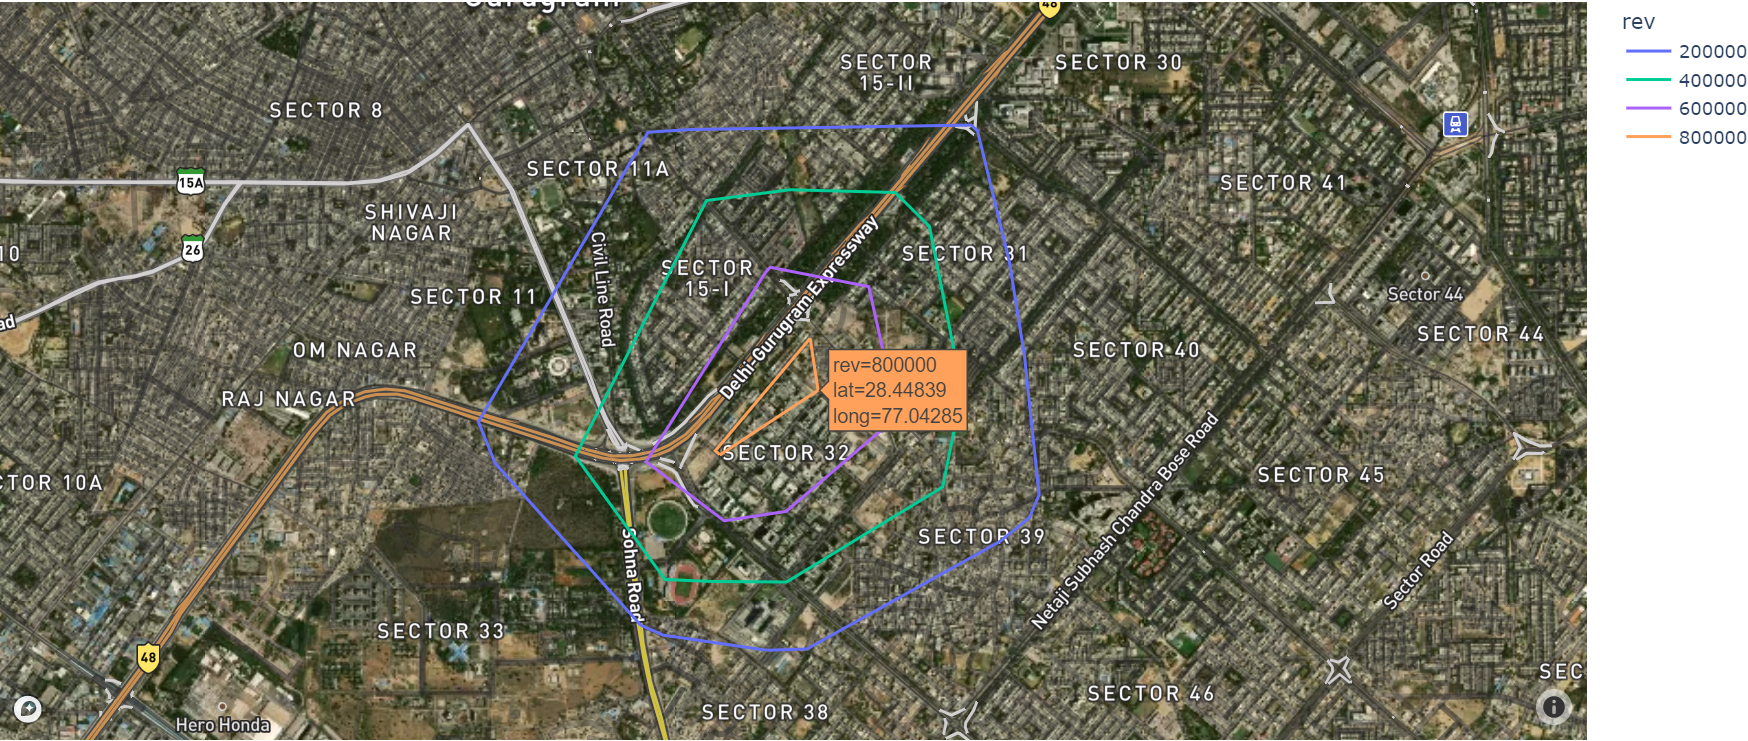 Gurugram
48
SECTOR
15-II
SECTOR 30
SECTOR 8
SECTOR 11A
15A
SECTOR 41
SHIVAJI
NAGAR
26
10
Civil Line Road
SECTOR
15-I
SECTOR 31
Delhi-Gurugram Expressway
SECTOR 11
Sector 44
ad
SECTOR 44
OM NAGAR
SECTOR 40
RAJ NAGAR
rev=800000
lat=28.44839
long=77.04285
SECTOR 32
CTOR 10A
SECTOR 45
SECTOR 39
Netaji Subhash Chandra Bose Road
Sector Road
Sohna Road
SECTOR 33
48
SEC
SECTOR 46
SECTOR 38
Hero Honda
rev
200000
400000
600000
800000